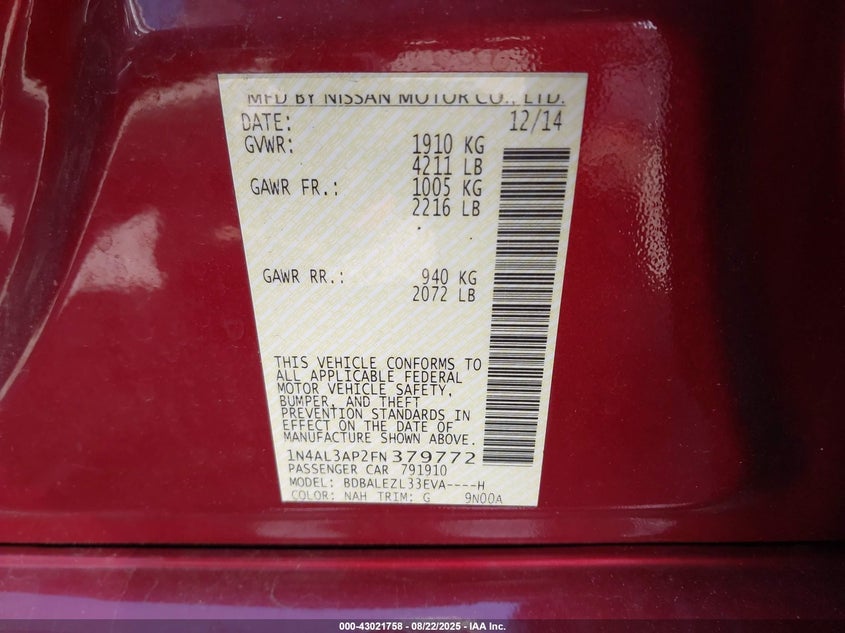 MFD BY NISSAN MOTOR CO., LTD.
DATE: 12/14
GVWR: 1910 KG
4211 LB
GAWR FR.: 1005 KG
2216 LB
GAWR RR.: 940 KG
2072 LB
THIS VEHICLE CONFORMS TO
ALL APPLICABLE FEDERAL
MOTOR VEHICLE SAFETY,
BUMPER, AND THEFT
PREVENTION STANDARDS IN
EFFECT ON THE DATE OF
MANUFACTURE SHOWN ABOVE.
1N4AL3AP2FN379772
PASSENGER CAR 791910
MODEL: BDBALEZL33EVA----H
COLOR: NAH TRIM: G 9N00A
000-43021758 - 08/22/2025 - IAA Inc.